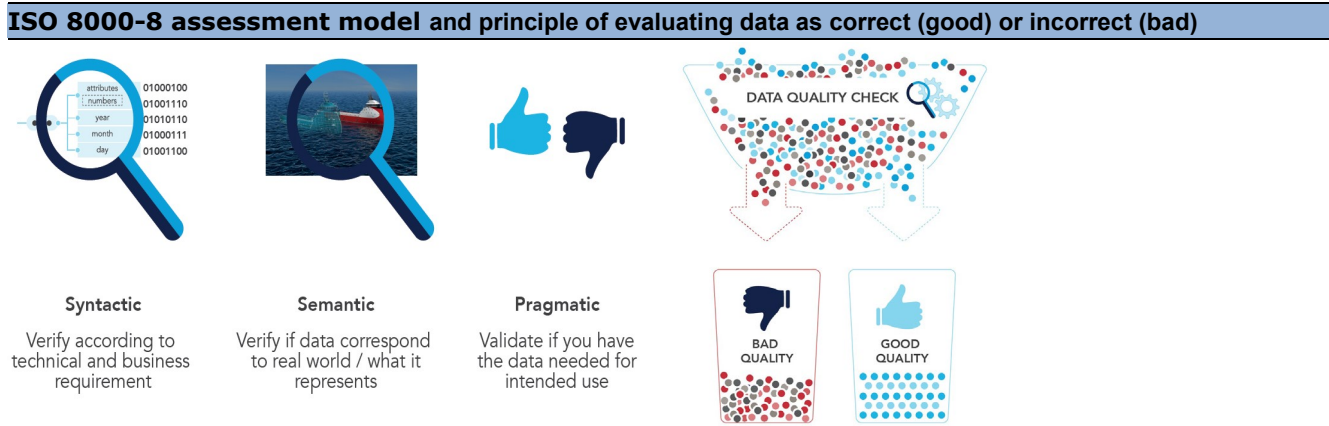 ISO 8000-8 assessment model and principle of evaluating data as correct (good) or incorrect (bad)
attributes
numbers
year
month
day
01000100
01001110
01010110
01000111
01001100
DATA QUALITY CHECK
Syntactic
Verify according to
technical and business
requirement
Semantic
Verify if data correspond
to real world / what it
represents
Pragmatic
Validate if you have
the data needed for
intended use
BAD
QUALITY
GOOD
QUALITY